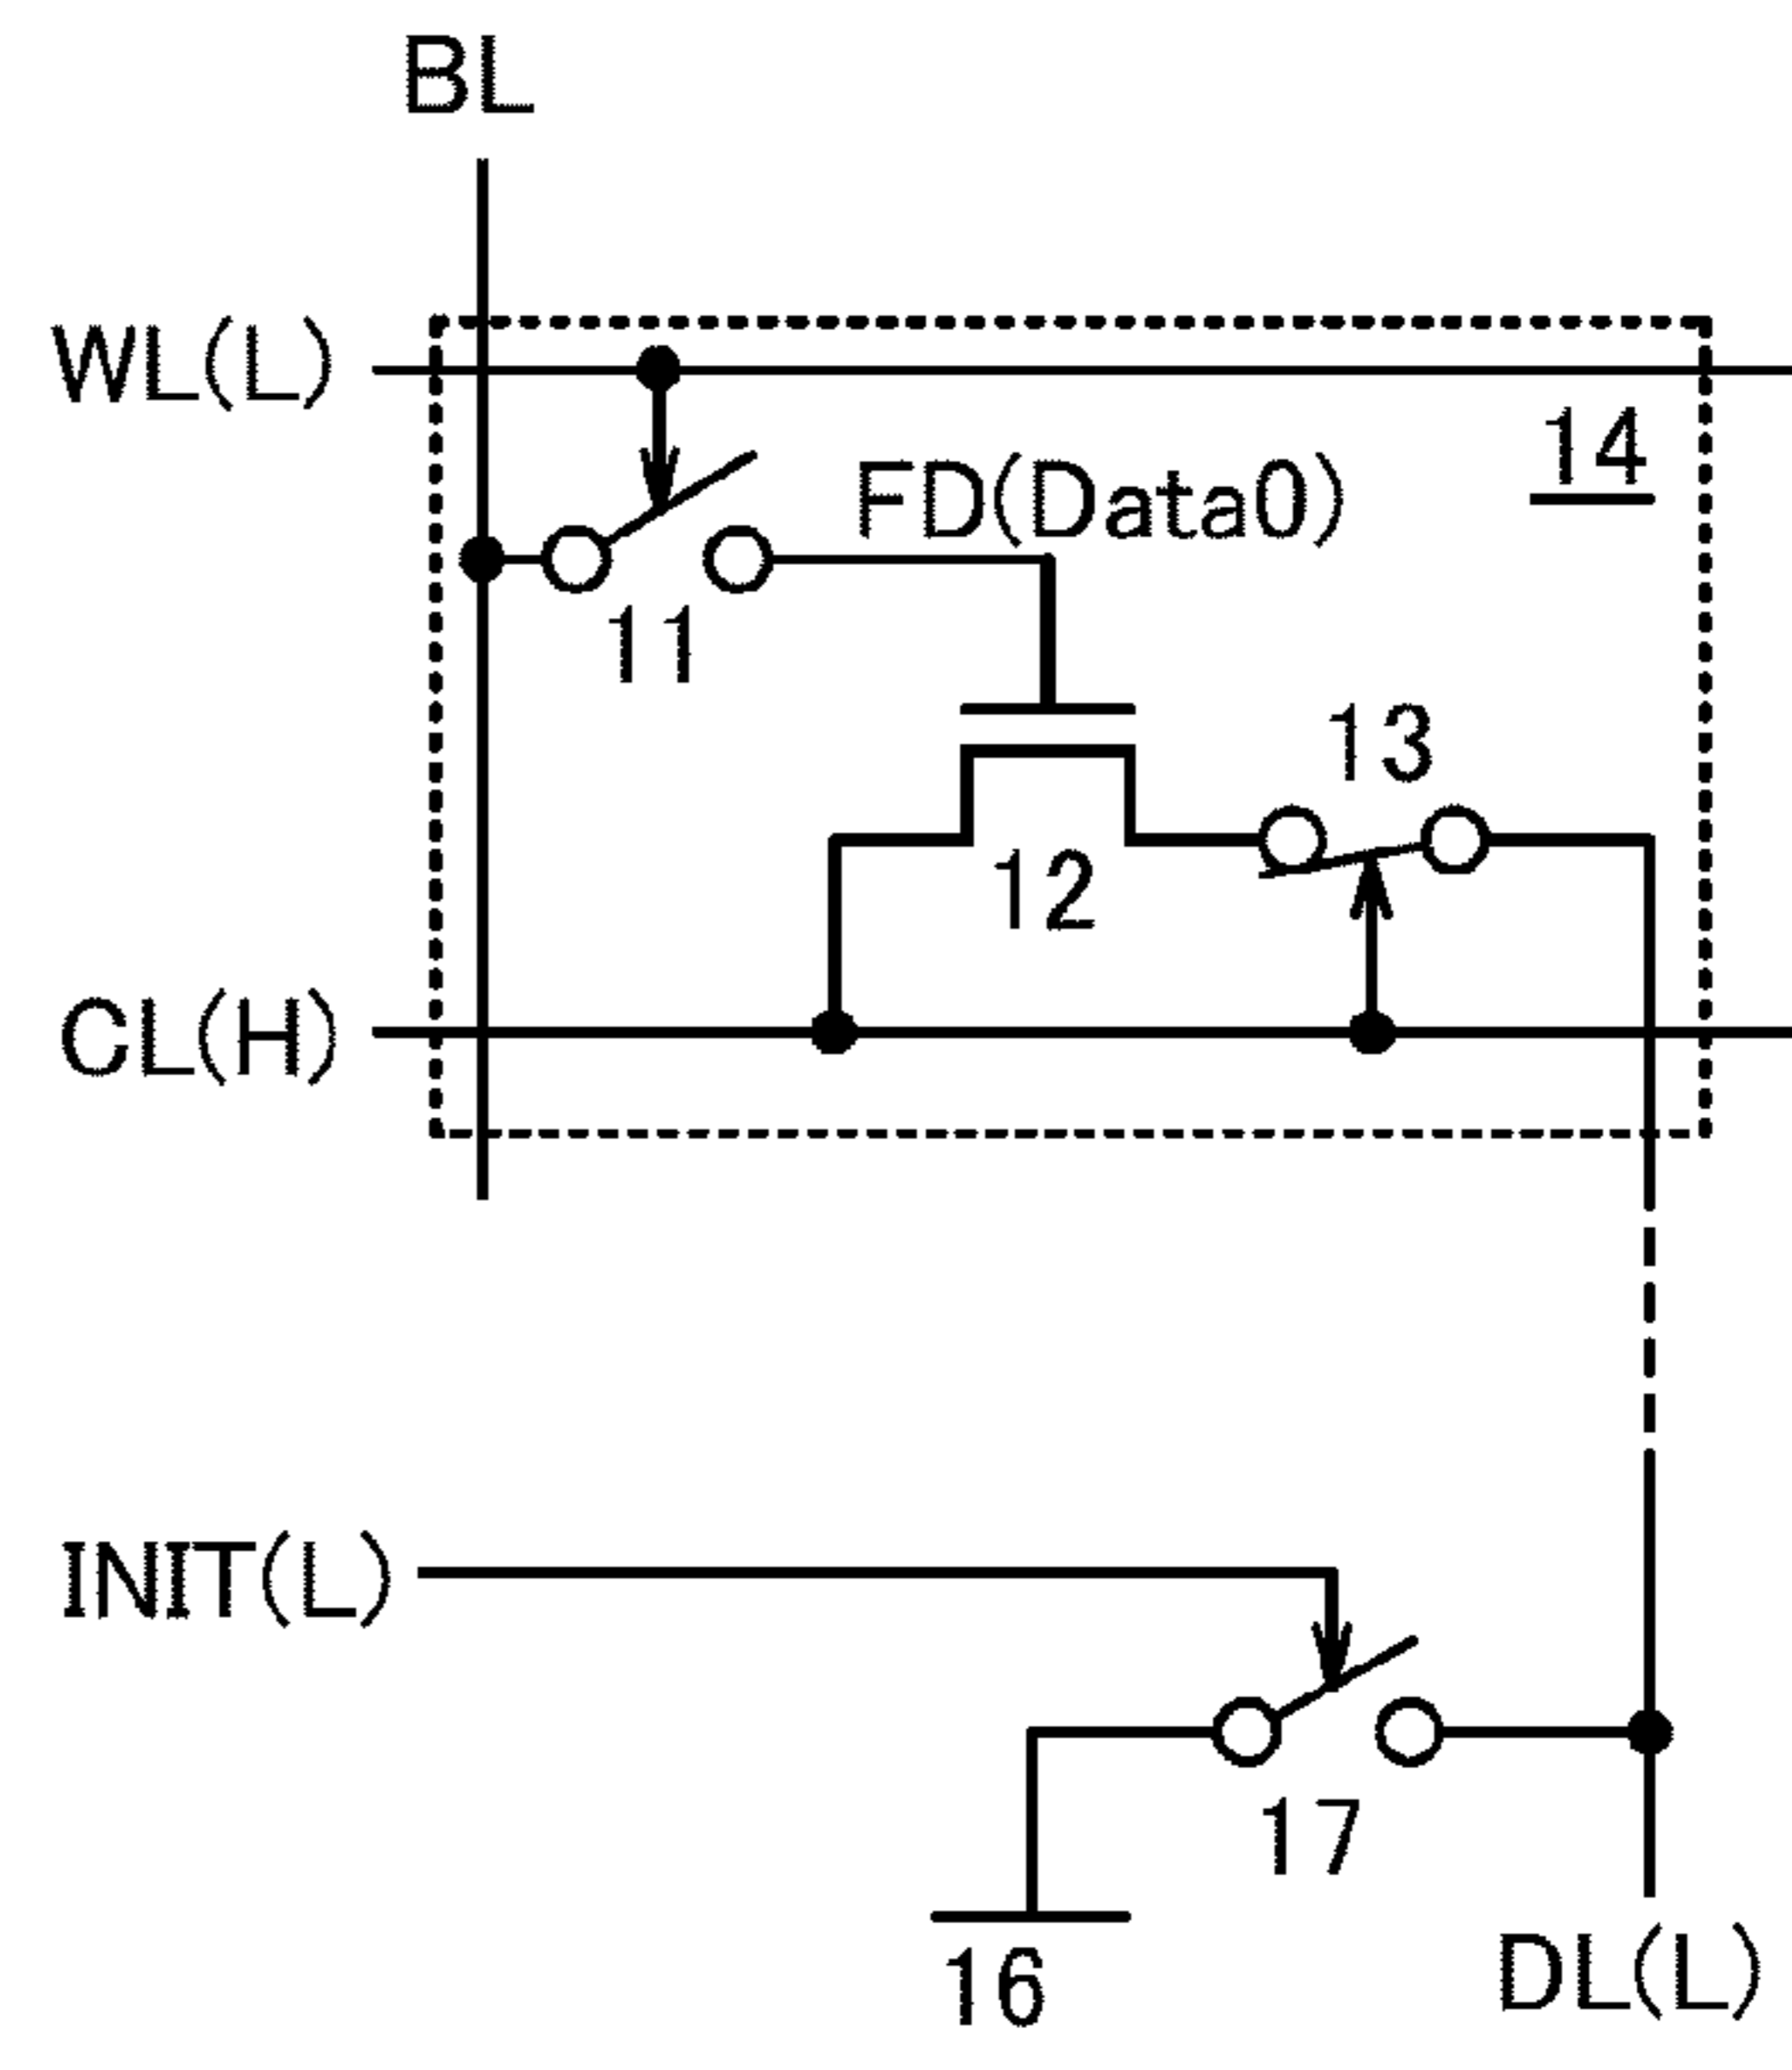 BL
WL(L)
14
FD(Data0)
11
13
12
CL(H)
INIT(L)
17
16
DL(L)